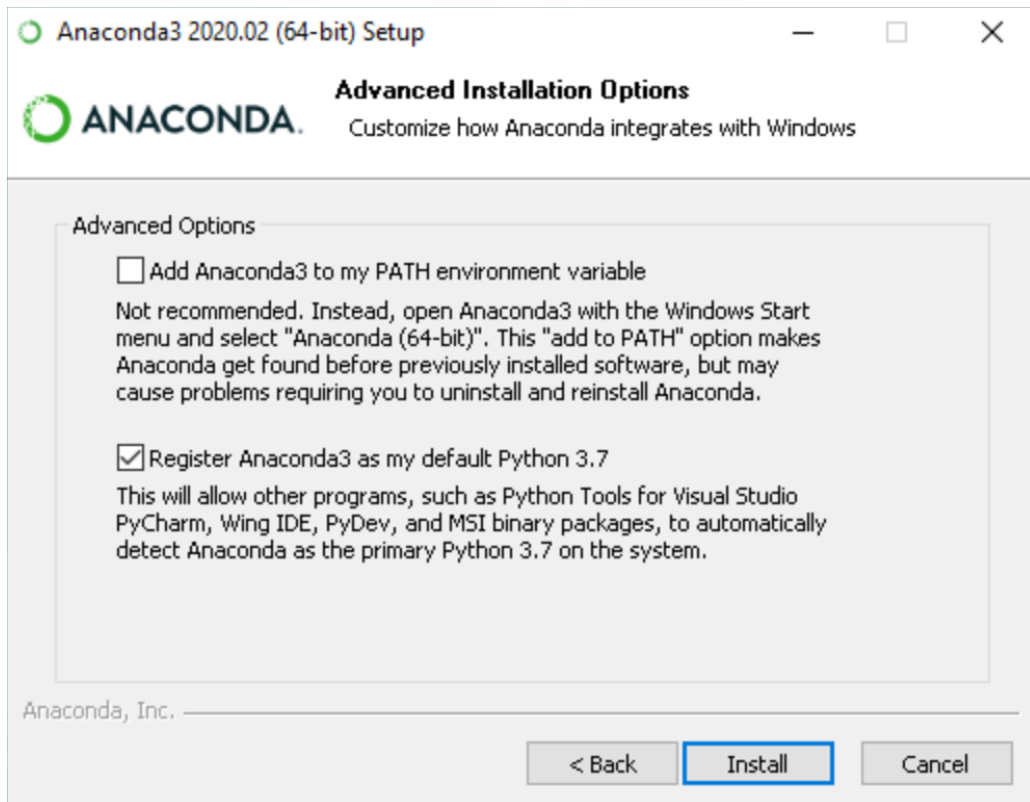 Anaconda3 2020.02 (64-bit) Setup
ANACONDA.
Advanced Installation Options
Customize how Anaconda integrates with Windows
Advanced Options
Add Anaconda3 to my PATH environment variable
Not recommended. Instead, open Anaconda3 with the Windows Start
menu and select "Anaconda (64-bit)". This "add to PATH" option makes
Anaconda get found before previously installed software, but may
cause problems requiring you to uninstall and reinstall Anaconda.
Register Anaconda3 as my default Python 3.7
This will allow other programs, such as Python Tools for Visual Studio
PyCharm, Wing IDE, PyDev, and MSI binary packages, to automatically
detect Anaconda as the primary Python 3.7 on the system.
Anaconda, Inc.
< Back
Install
Cancel